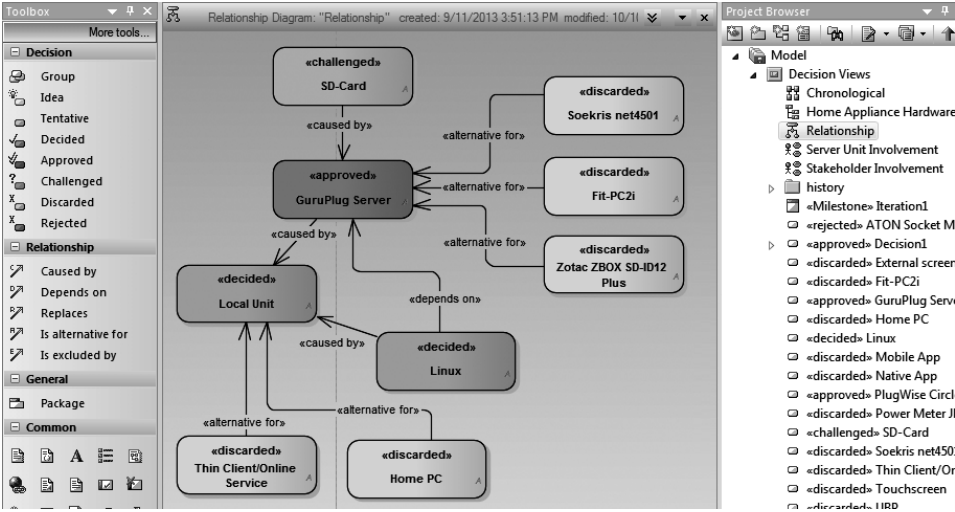 Toolbox
More tools...
Decision
Group
Idea
Tentative
Decided
Approved
Challenged
Discarded
Rejected
Relationship
Caused by
Depends on
Replaces
Is alternative for
Is excluded by
General
Package
Common
Relationship Diagram: "Relationship" created: 9/11/2013 3:51:13 PM modified: 10/1
«challenged»
SD-Card
«caused by»
«discarded»
Soekris net4501
«alternative for»
«approved»
GuruPlug Server
«alternative for»
«discarded»
Fit-PC2i
«caused by»
«alternative for»
«discarded»
Zotac ZBOX SD-ID12
Plus
«decided»
Local Unit
«depends on»
«caused by»
«decided»
Linux
«alternative for»
«alternative for»
«discarded»
Thin Client/Online
Service
«discarded»
Home PC
Project Browser
Model
Decision Views
Chronological
Home Appliance Hardware
Relationship
Server Unit Involvement
Stakeholder Involvement
history
«Milestone» Iteration1
«rejected» ATON Socket M
«approved» Decision1
«discarded» External screen
«discarded» Fit-PC2i
«approved» GuruPlug Serve
«discarded» Home PC
«decided» Linux
«discarded» Mobile App
«discarded» Native App
«approved» PlugWise Circl
«discarded» Power Meter
«challenged» SD-Card
«discarded» Soekris net450
«discarded» Thin Client/On
«discarded» Touchscreen
«discarded» UBP